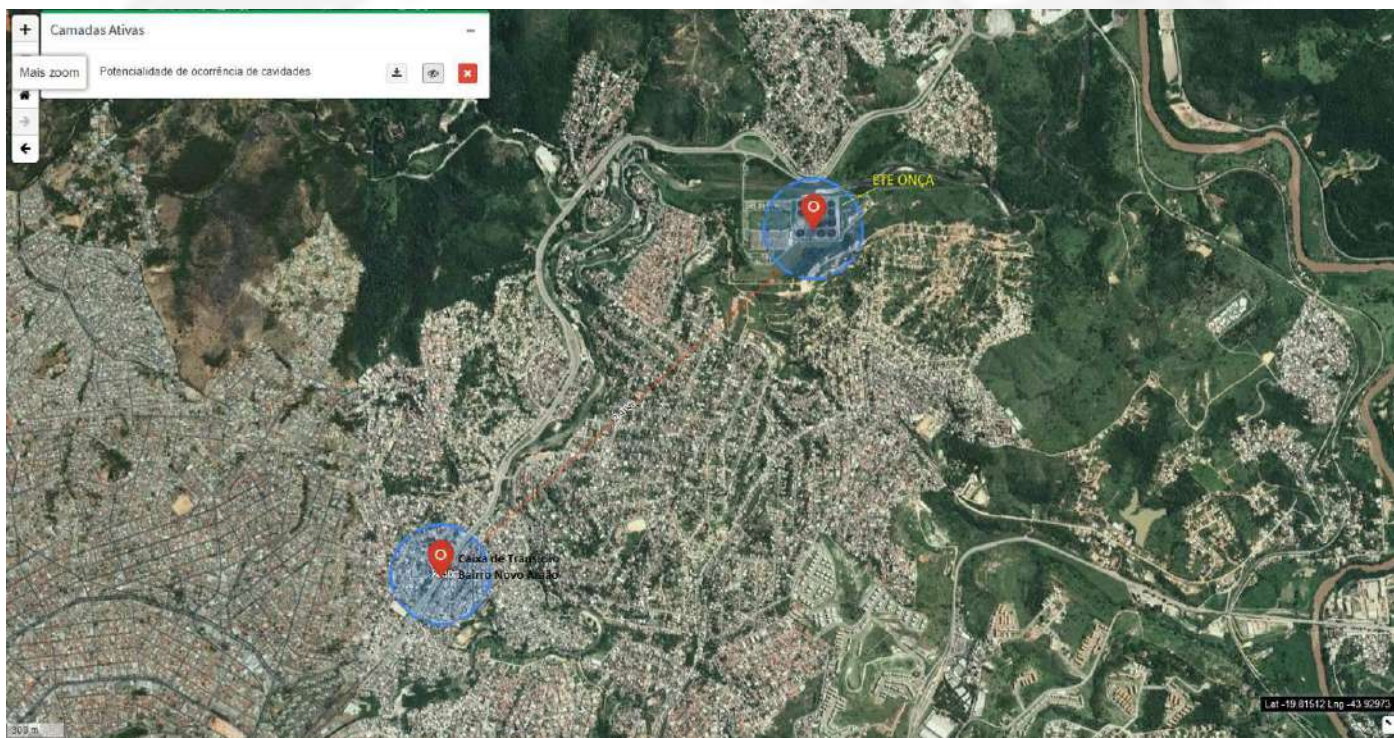 Camadas Ativas
Mais zoom
Potencialidade de ocorrência de cavidades
ETE ONÇA
Caixa de Transição
Bairro Novo Aarão
300 m
Lat -19.81512 Lng -43.92973